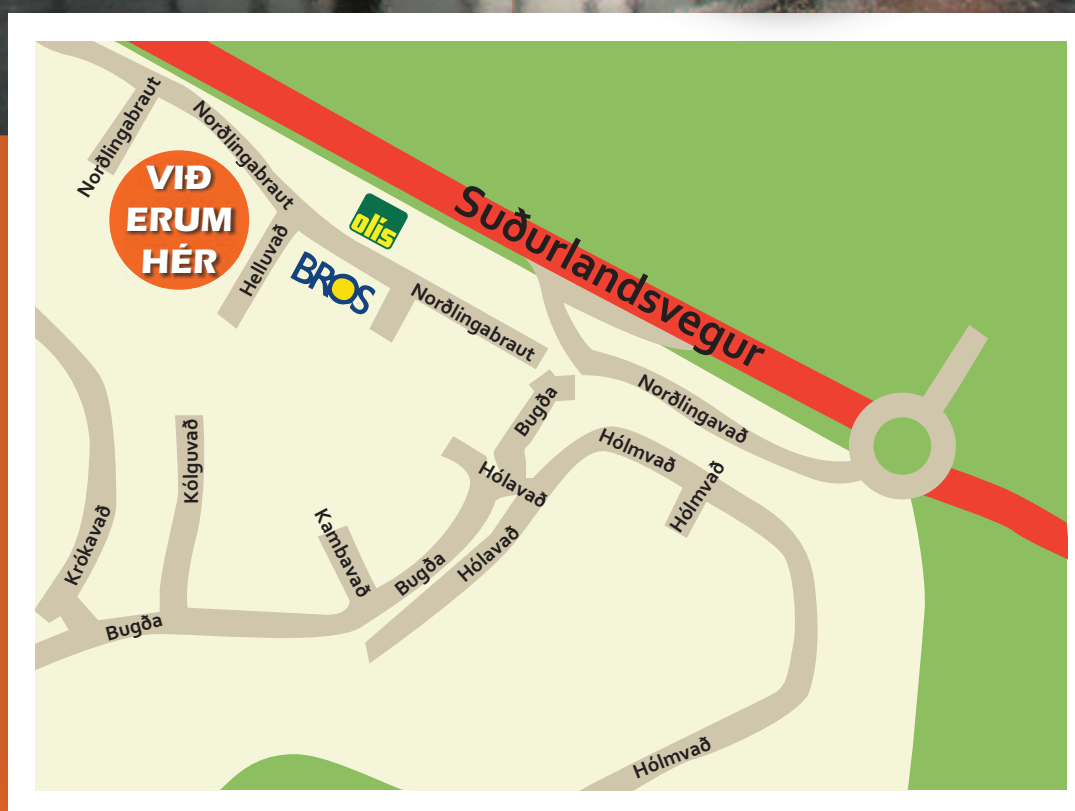 Norðlingabraut
Norðlingabraut
VIÐ
ERUM
HÉR
Helluvað
olís
BROS
Suðurlandsvegur
Norðlingabraut
Norðlingavað
Bugða
Hólmvað
Hólmvað
Hólavað
Kólguvað
Krókavað
Kambavað
Bugða
Hólavað
Bugða
Hólmvað